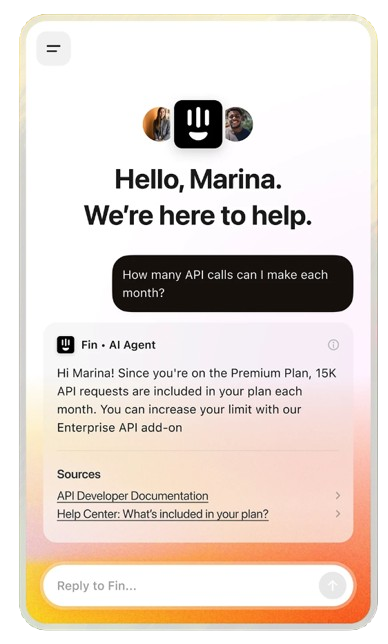 Hello, Marina.
We’re here to help.
How many API calls can I make each
month?
Fin • AI Agent
Hi Marina! Since you're on the Premium Plan, 15K
API requests are included in your plan each
month. You can increase your limit with our
Enterprise API add-on
Sources
API Developer Documentation
Help Center: What’s included in your plan?
Reply to Fin...